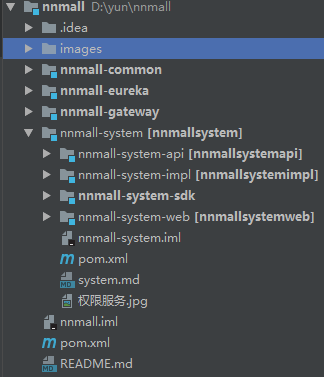 nnmall D:\yun\nnmall
.idea
images
nnmall-common
nnmall-eureka
nnmall-gateway
nnmall-system [nnmallsystem]
nnmall-system-api [nnmallsystemapi]
nnmall-system-impl [nnmallsystemimpl]
nnmall-system-sdk
nnmall-system-web [nnmallsystemweb]
nnmall-system.iml
pom.xml
system.md
权限服务.jpg
nnmall.iml
pom.xml
README.md